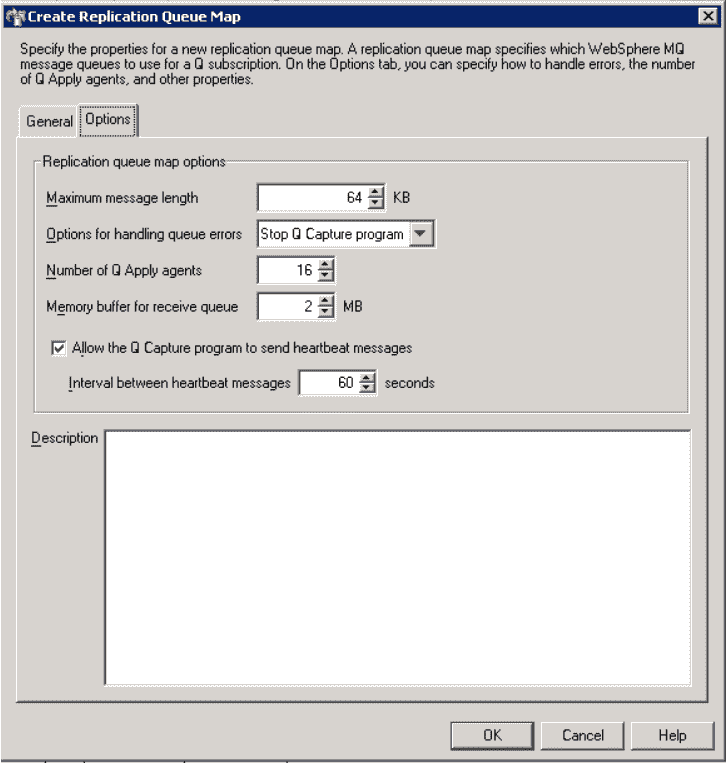 Create Replication Queue Map
Specify the properties for a new replication queue map. A replication queue map specifies which WebSphere MQ
message queues to use for a Q subscription. On the Options tab, you can specify how to handle errors, the number
of Q Apply agents, and other properties.
General Options
Replication queue map options
Maximum message length 64 KB
Options for handling queue errors Stop Q Capture program
Number of Q Apply agents 16
Memory buffer for receive queue 2 MB
Allow the Q Capture program to send heartbeat messages
Interval between heartbeat messages 60 seconds
Description
OK Cancel Help